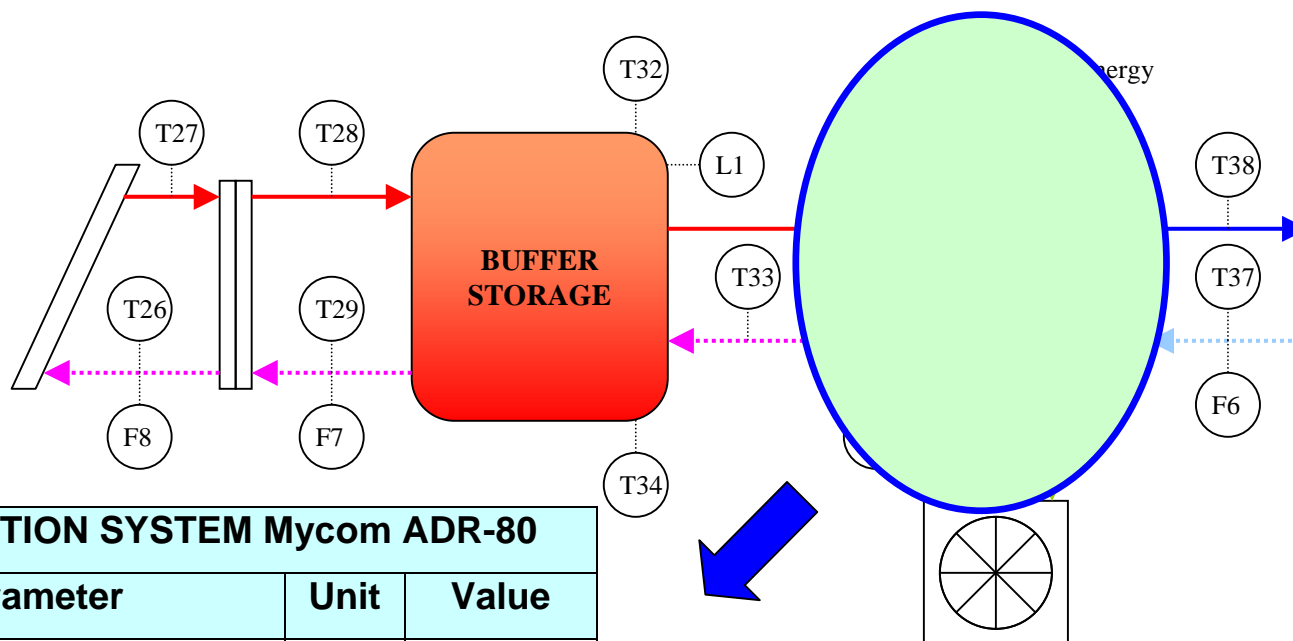 T32
nergy
T27
T28
L1
T38
BUFFER
STORAGE
T33
T37
T26
T29
F8
F7
F6
T34
TION SYSTEM Mycom ADR-80
ameter
Unit
Value